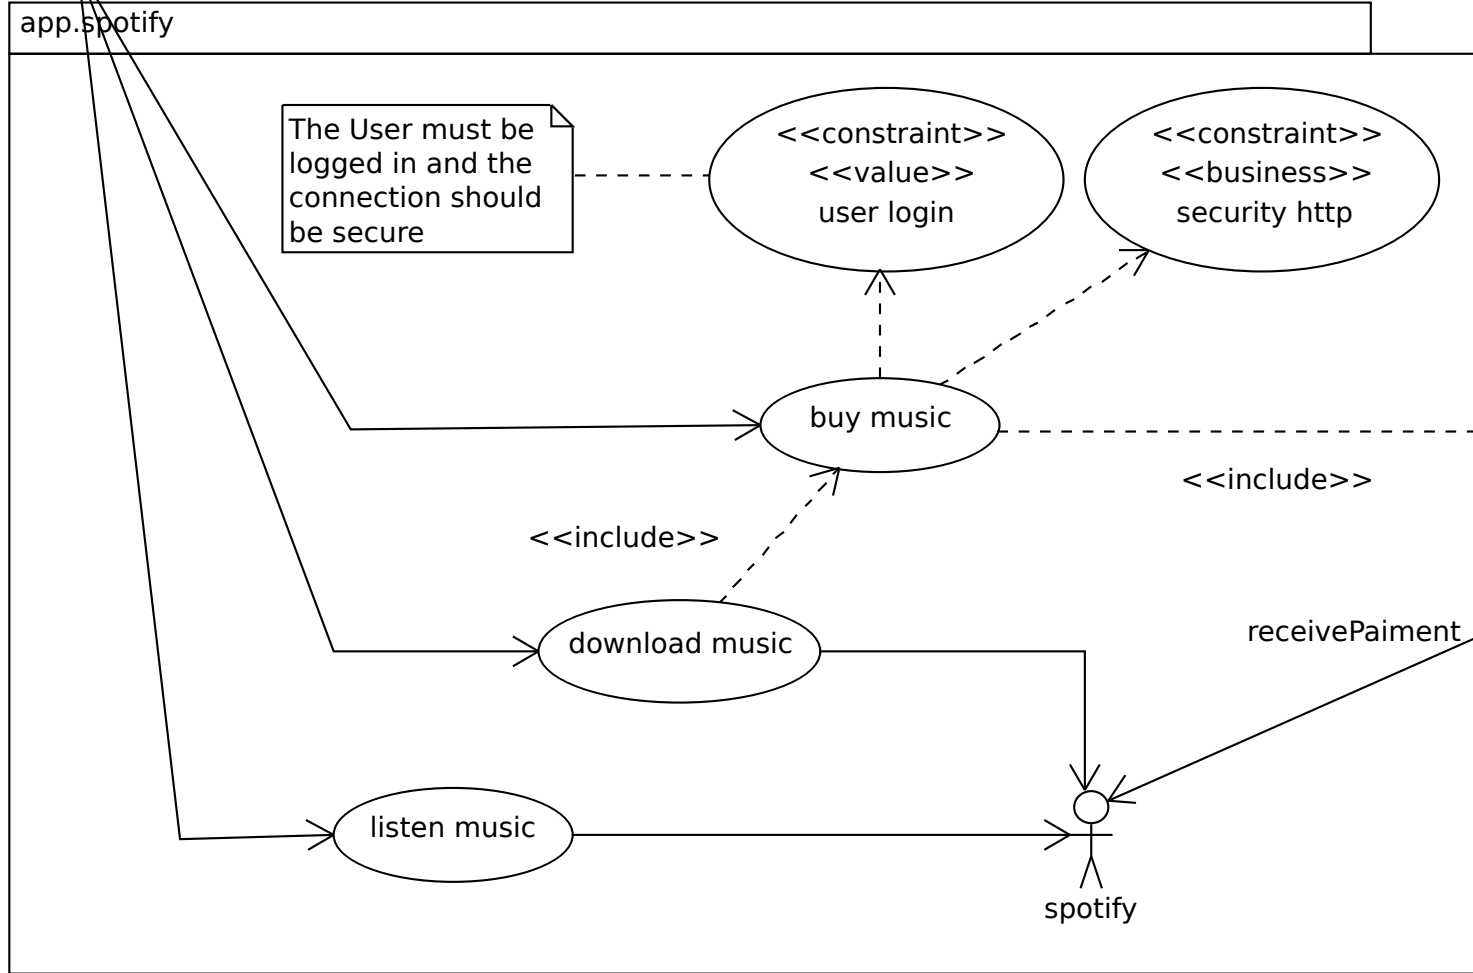 app.spotify
The User must be
logged in and the
connection should
be secure
<<constraint>>
<<value>>
user login
<<constraint>>
<<business>>
security http
buy music
<<include>>
<<include>>
download music
receivePaiment
listen music
spotify